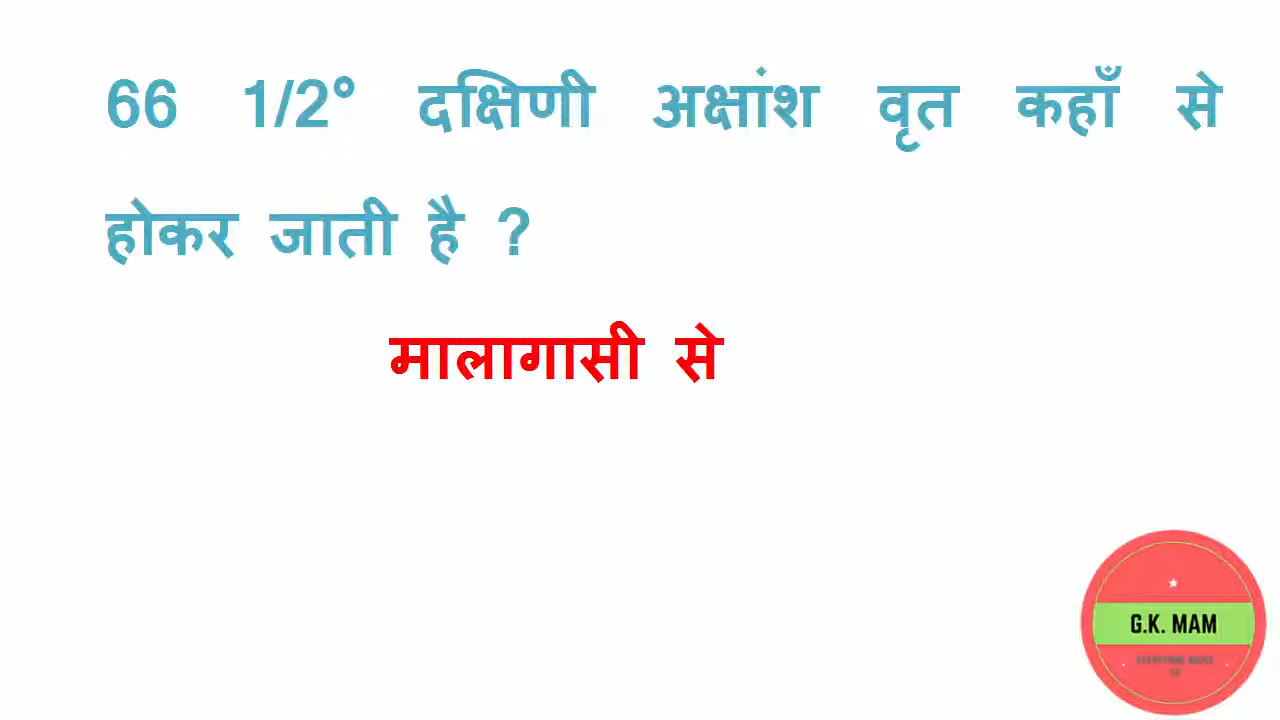 66 1/2° दक्षिणी अक्षांश वृत कहाँ से
होकर जाती है ?
मालागासी से
G.K. MAM